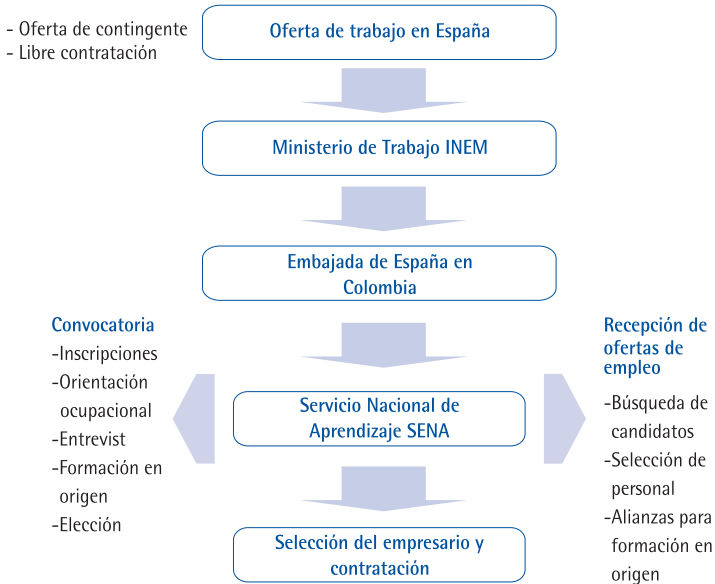 - Oferta de contingente
- Libre contratación
Oferta de trabajo en España
Ministerio de Trabajo INEM
Embajada de España en
Colombia
Convocatoria
-Inscripciones
-Orientación
ocupacional
-Entrevist
-Formación en
origen
-Elección
Servicio Nacional de
Aprendizaje SENA
Recepción de
ofertas de
empleo
-Búsqueda de
candidatos
-Selección de
personal
-Alianzas para
formación en
origen
Selección del empresario y
contratación